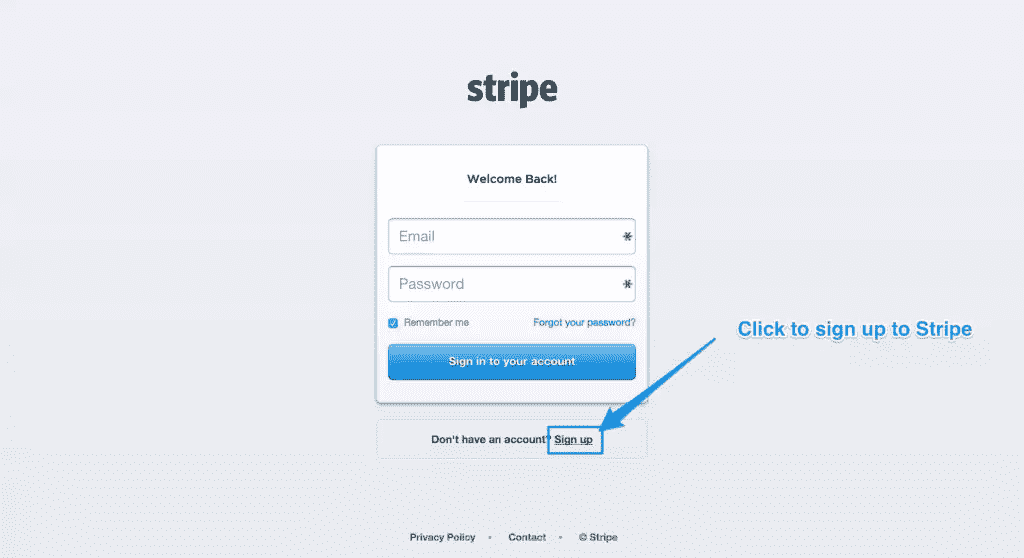 stripe
Welcome Back!
Email
Password
Remember me Forgot your password?
Sign in to your account
Click to sign up to Stripe
Don't have an account? Sign up
Privacy Policy • Contact • © Stripe